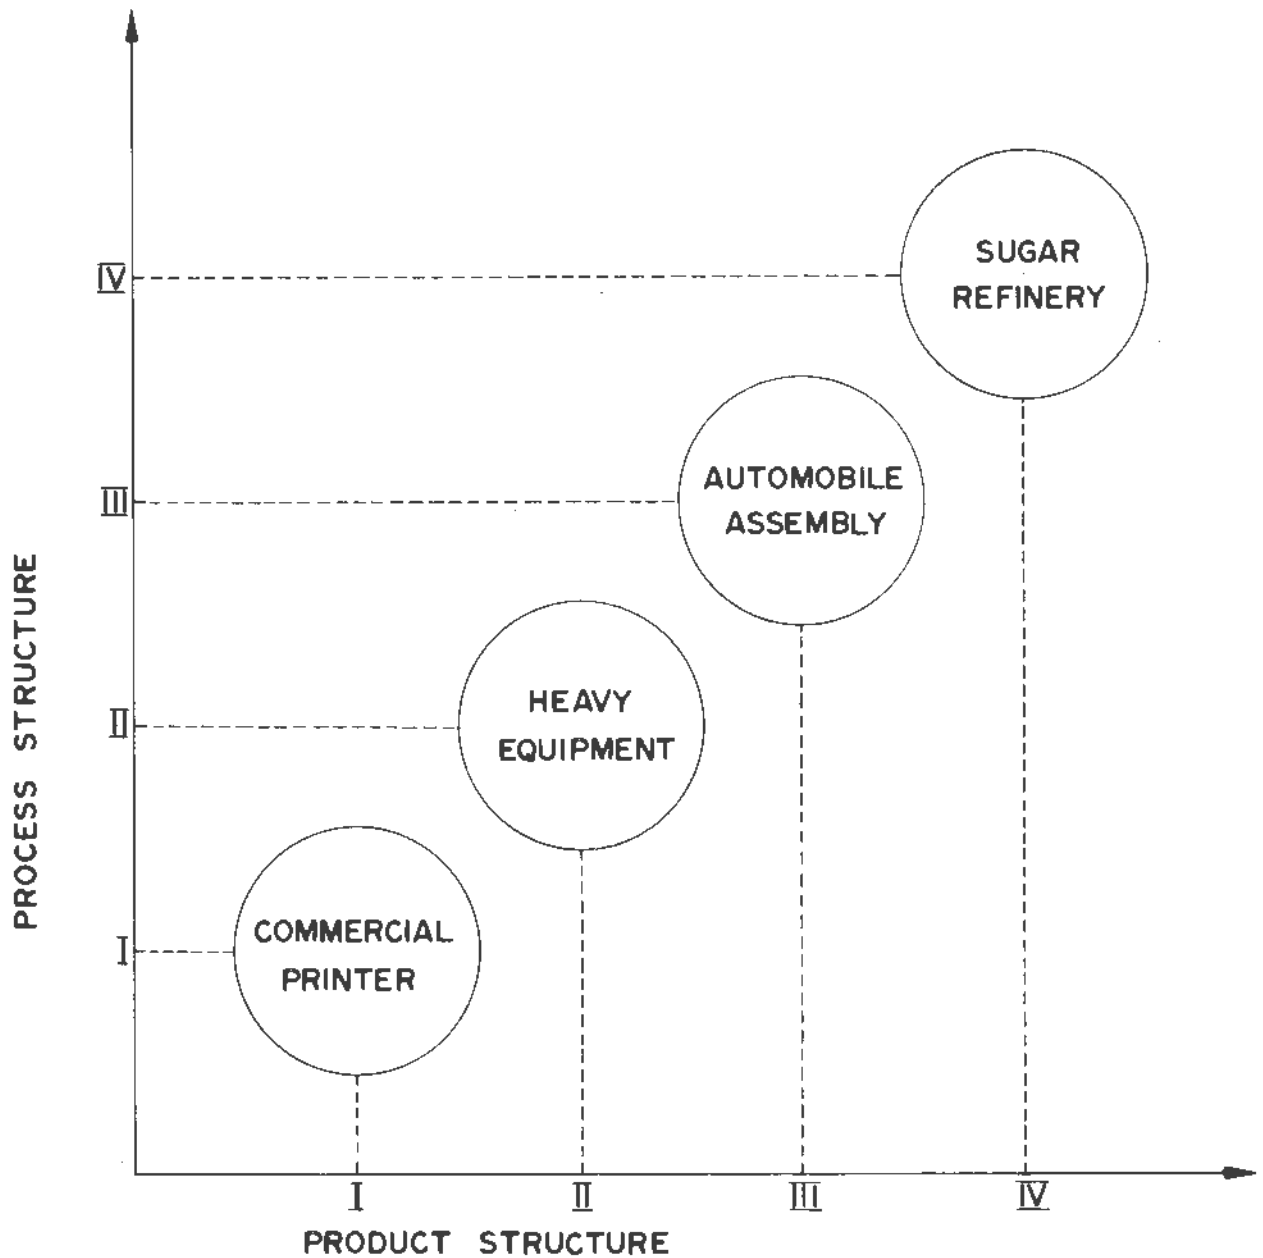 SUGAR
REFINERY
IV
AUTOMOBILE
ASSEMBLY
III
PROCESS STRUCTURE
HEAVY
EQUIPMENT
II
COMMERCIAL
PRINTER
I
I II III IV
PRODUCT STRUCTURE